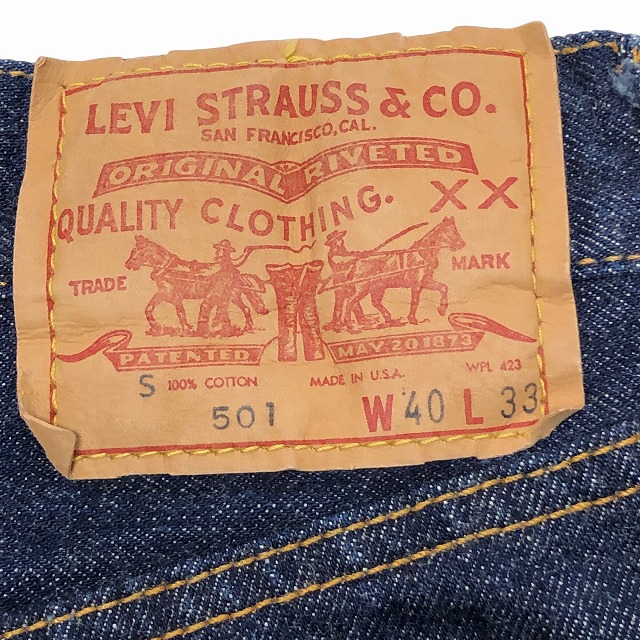 LEVI STRAUSS & CO.
SAN FRANCISCO, CAL.
ORIGINAL RIVETED
QUALITY CLOTHING. XX
TRADE MARK
PATENTED MAY 20 1873
S 100% COTTON MADE IN U.S.A. WPL 423
501 W 40 L 33